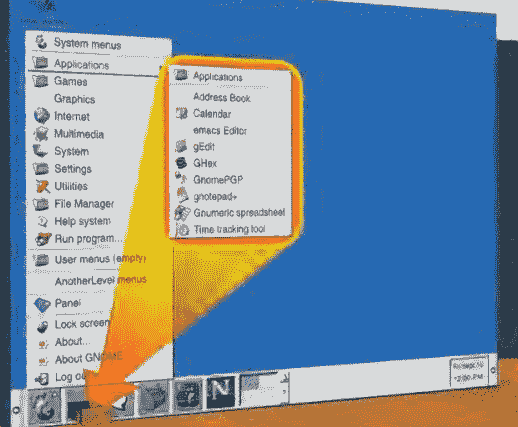 System menus
Applications
Games
Graphics
Internet
Multimedia
System
Settings
Utilities
File Manager
Help system
Run program...
User menus (empty)
AnotherLevel menus
Panel
Lock screen
About...
About GNOME
Log
Applications
Address Book
Calendar
emacs Editor
gEdit
GHex
GnomePGP
gnotepad+
Gnumeric spreadsheet
Time tracking tool
N
PM